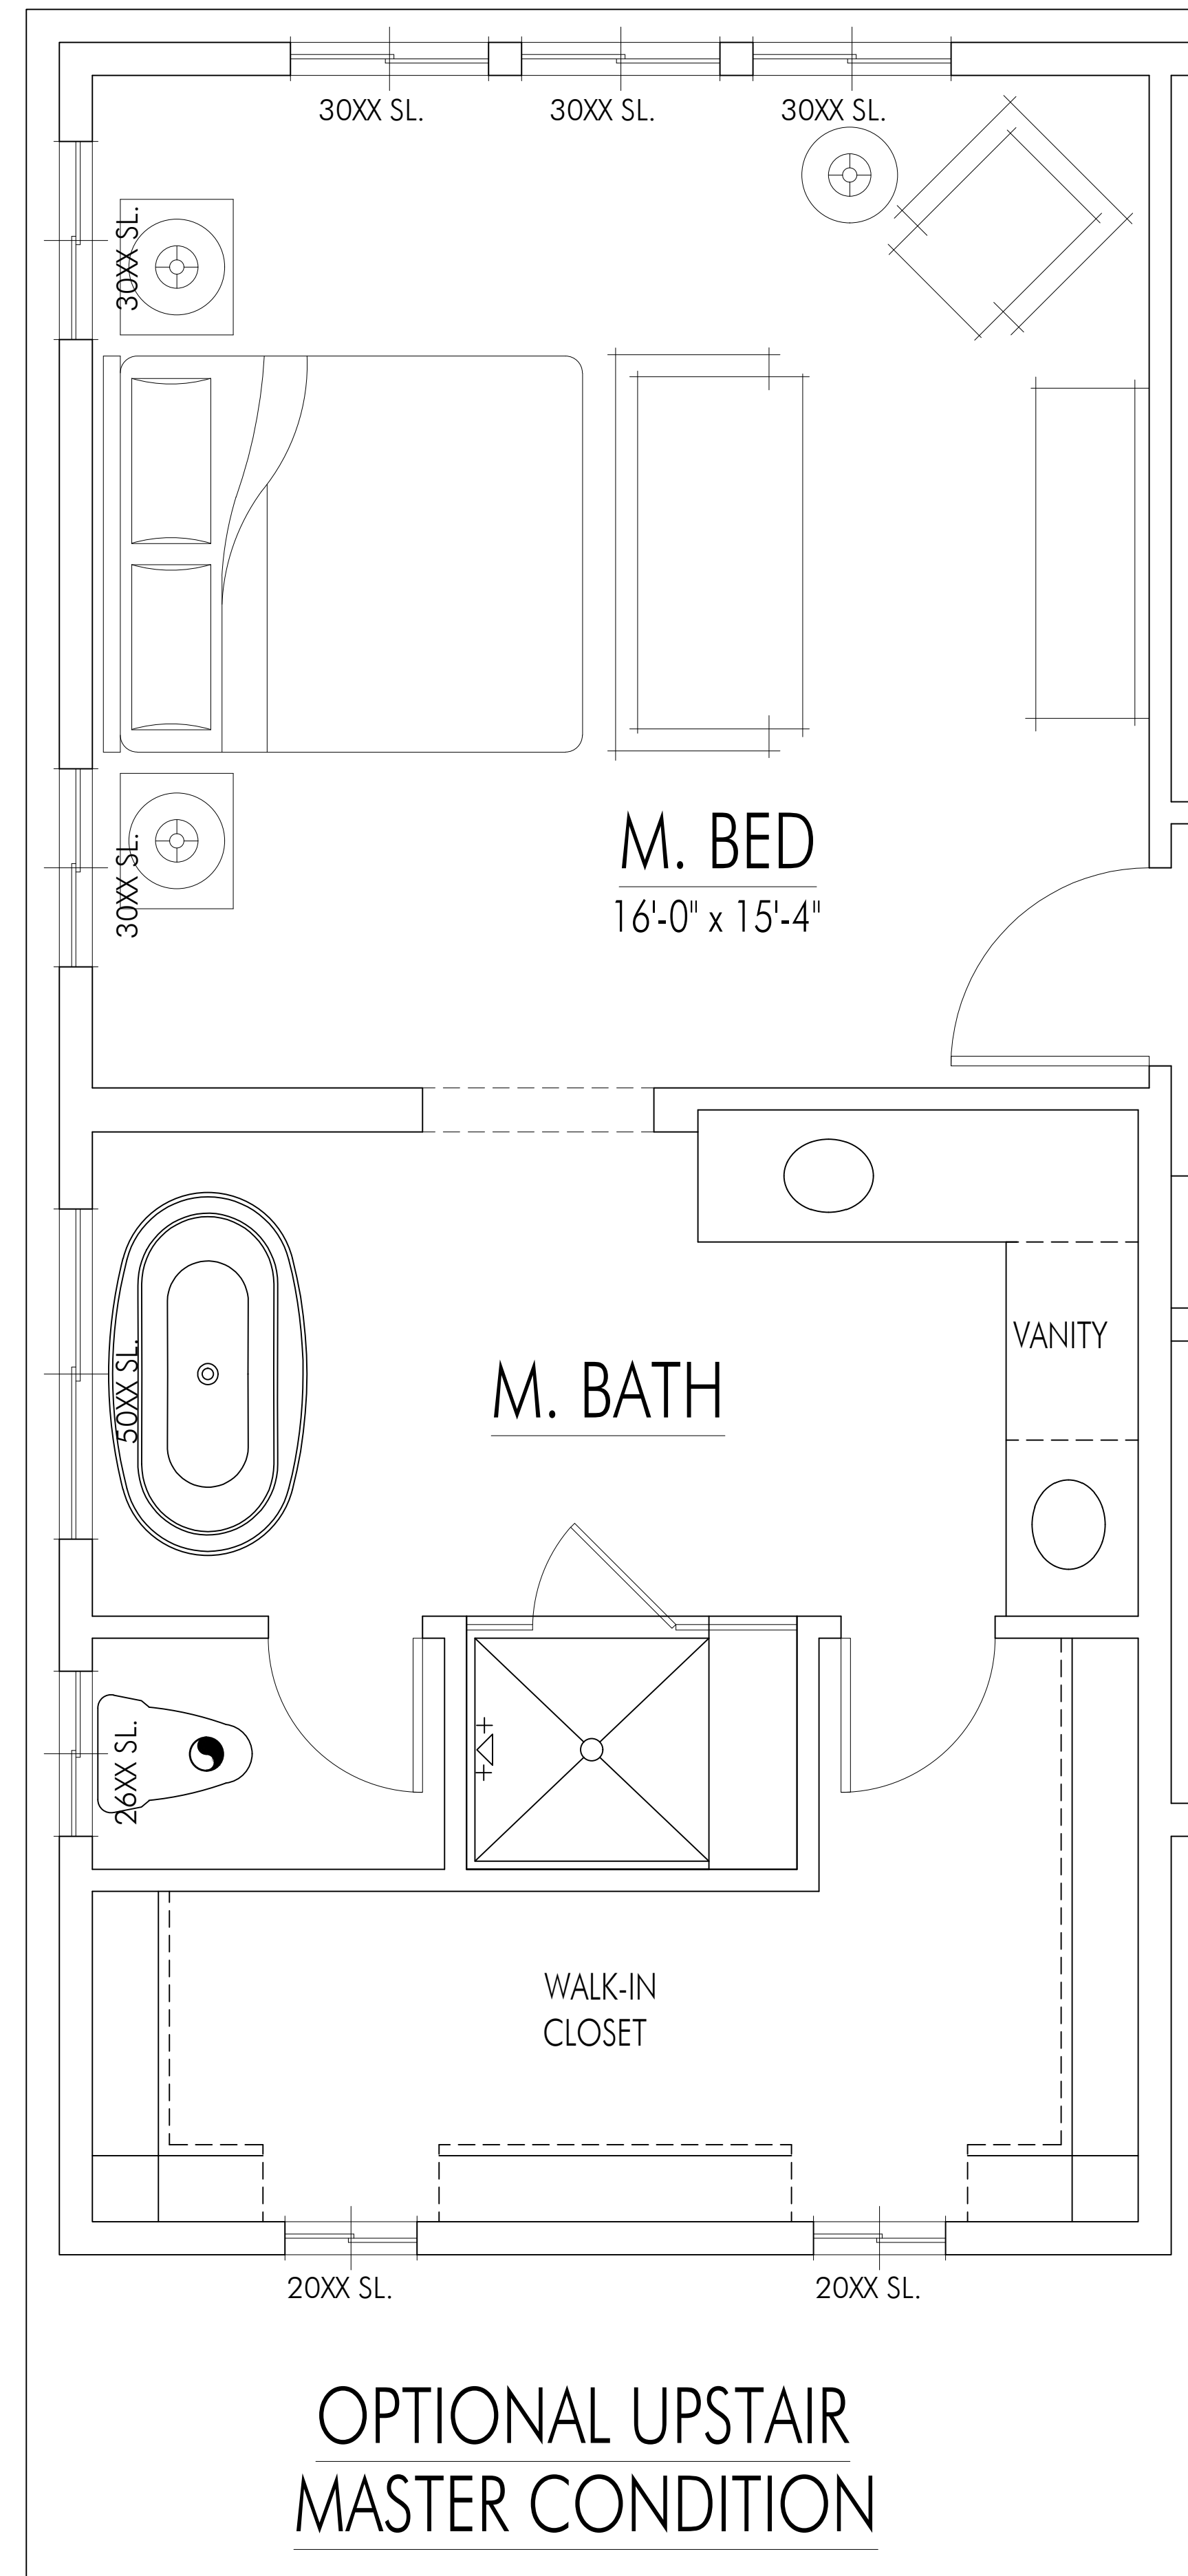 30XX SL.
30XX SL.
30XX SL.
30XX SL.
30XX SL.
M. BED
16'-0" x 15'-4"
50XX SL.
VANITY
M. BATH
26XX SL.
WALK-IN
CLOSET
20XX SL.
20XX SL.
OPTIONAL UPSTAIR
MASTER CONDITION